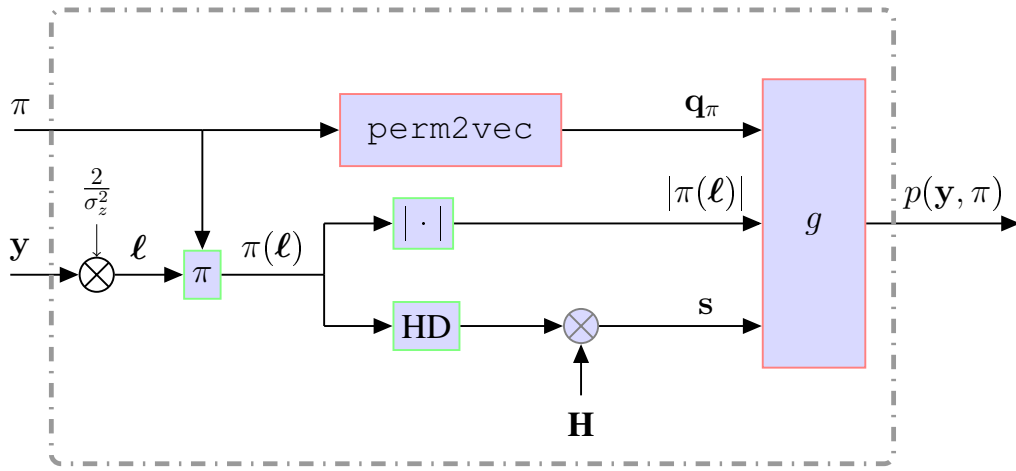 π
perm2vec
q_π
2/σ_z^2
y
ℓ
π
π(ℓ)
| · |
|π(ℓ)|
g
p(y, π)
HD
s
H